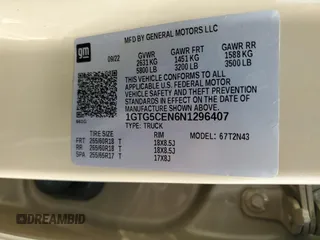 MFD BY GENERAL MOTORS LLC
gm
09/22 GVWR GAWR FRT GAWR RR
2631 KG 1451 KG 1588 KG
5800 LB 3200 LB 3500 LB
THIS VEHICLE CONFORMS TO ALL
APPLICABLE U.S. FEDERAL MOTOR
VEHICLE SAFETY AND THEFT PREVENTION
STANDARDS IN EFFECT ON THE DATE OF
MANUFACTURE SHOWN ABOVE.
1GTG5CEN6N1296407
TYPE: TRUCK
MODEL: 67T2N43
TIRE RIM
FRT 265/60R18 T 18X8.5J
RR 265/60R18 T 18X8.5J
SPA 255/65R17 T 17X8J
DREAMBID